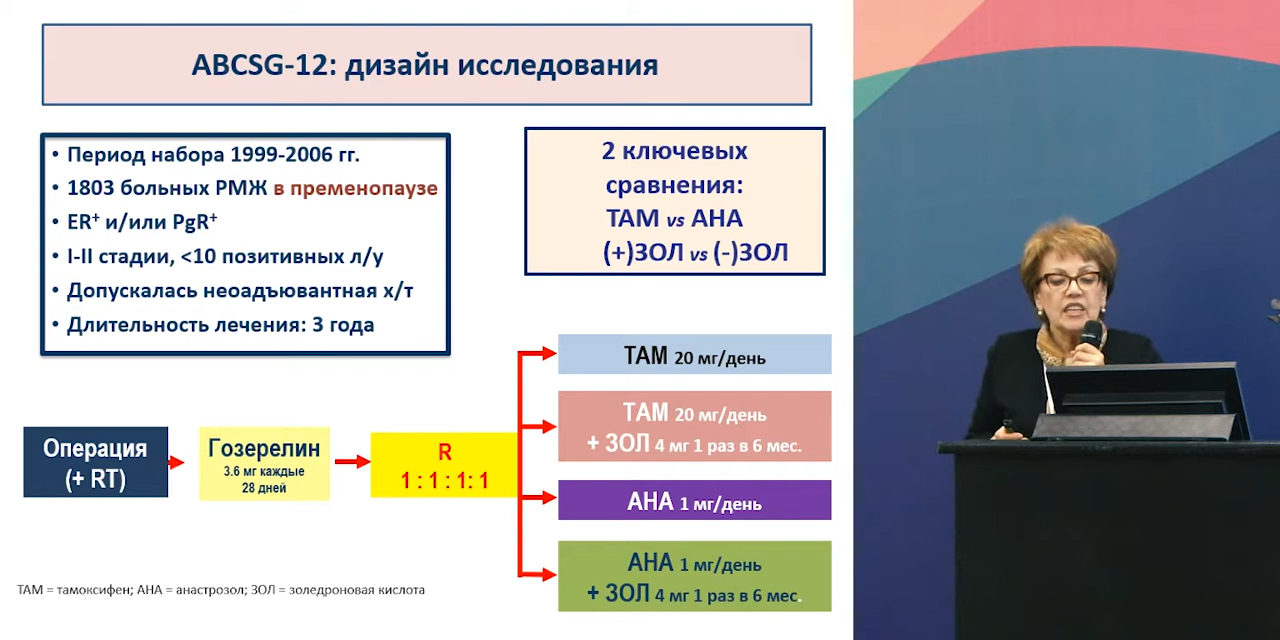 ABCSG-12: дизайн исследования
• Период набора 1999-2006 гг.
• 1803 больных РМЖ в пременопаузе
• ER⁺ и/или PgR⁺
• I-II стадии, <10 позитивных л/у
• Допускалась неоадъювантная х/т
• Длительность лечения: 3 года
2 ключевых
сравнения:
ТАМ vs АНА
(+)ЗОЛ vs (-)ЗОЛ
Операция
(+ RT)
Гозерелин
3.6 мг каждые
28 дней
R
1 : 1 : 1: 1
ТАМ 20 мг/день
ТАМ 20 мг/день
+ ЗОЛ 4 мг 1 раз в 6 мес.
АНА 1 мг/день
АНА 1 мг/день
+ ЗОЛ 4 мг 1 раз в 6 мес.
ТАМ = тамоксифен; АНА = анастрозол; ЗОЛ = золедроновая кислота